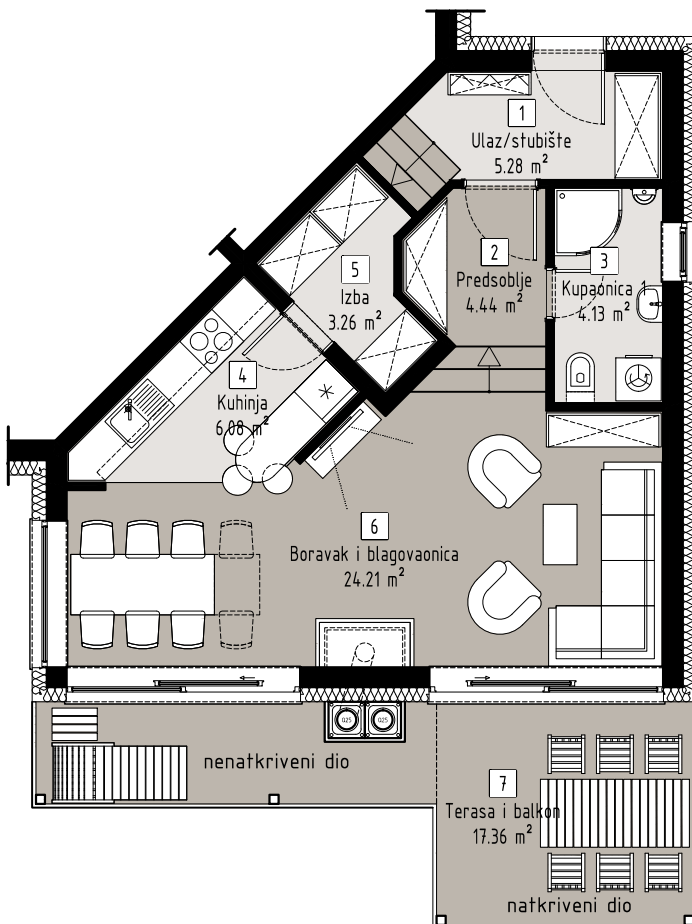 1
Ulaz/stubište
5.28 m²
2
Predsoblje
4.44 m²
3
Kupaonica 1
4.13 m²
5
Izba
3.26 m²
4
Kuhinja
6.08 m²
6
Boravak i blagovaonica
24.21 m²
Ø25 Ø25
nenatkriveni dio
7
Terasa i balkon
17.36 m²
natkriveni dio